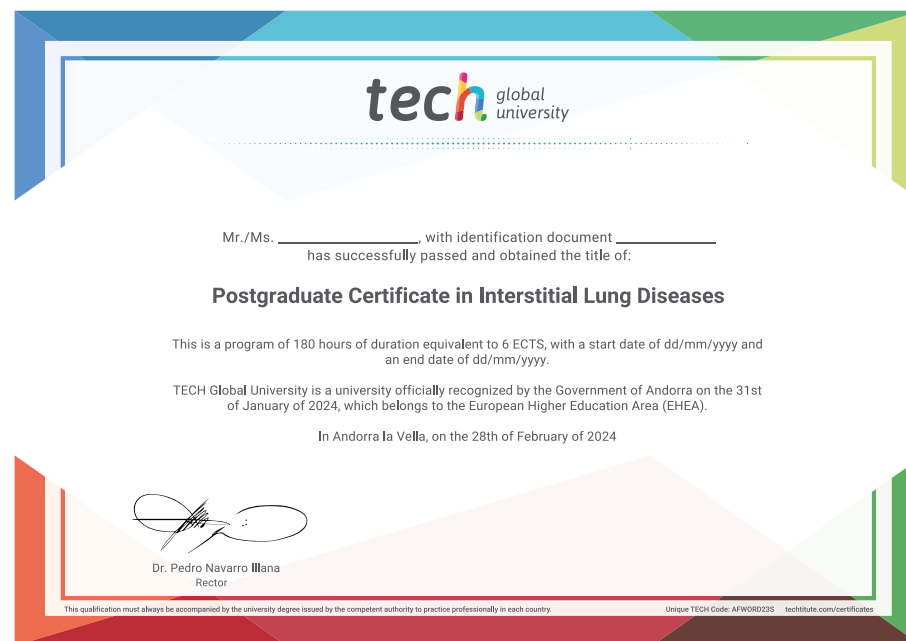 tech global university
Mr./Ms. _________________, with identification document ____________
has successfully passed and obtained the title of:
Postgraduate Certificate in Interstitial Lung Diseases
This is a program of 180 hours of duration equivalent to 6 ECTS, with a start date of dd/mm/yyyy and
an end date of dd/mm/yyyy.
TECH Global University is a university officially recognized by the Government of Andorra on the 31st
of January of 2024, which belongs to the European Higher Education Area (EHEA).
In Andorra la Vella, on the 28th of February of 2024
Dr. Pedro Navarro Illana
Rector
This qualification must always be accompanied by the university degree issued by the competent authority to practice professionally in each country.
Unique TECH Code: AFWORD23S techtitute.com/certificates